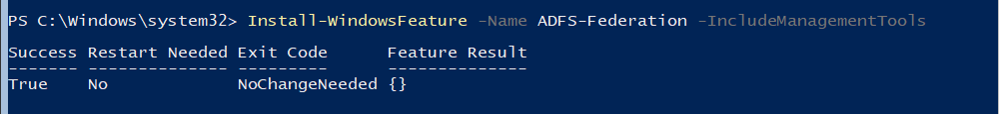 PS C:\Windows\system32> Install-WindowsFeature -Name ADFS-Federation -IncludeManagementTools
Success Restart Needed Exit Code      Feature Result
------- -------------- ---------      --------------
True    No             NoChangeNeeded {}